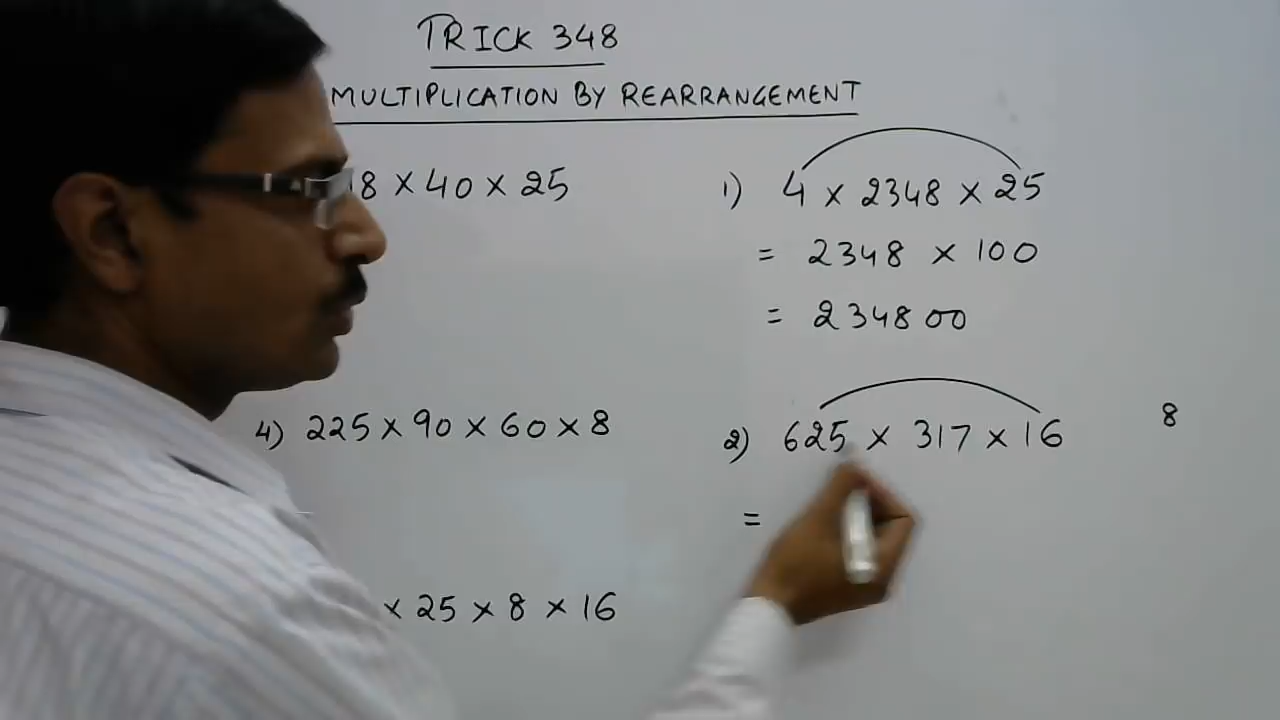 TRICK 348
MULTIPLICATION BY REARRANGEMENT
18 × 40 × 25
4) 225 × 90 × 60 × 8
× 25 × 8 × 16
1) 4 × 2348 × 25
= 2348 × 100
= 234800
2) 625 × 317 × 16
8
=